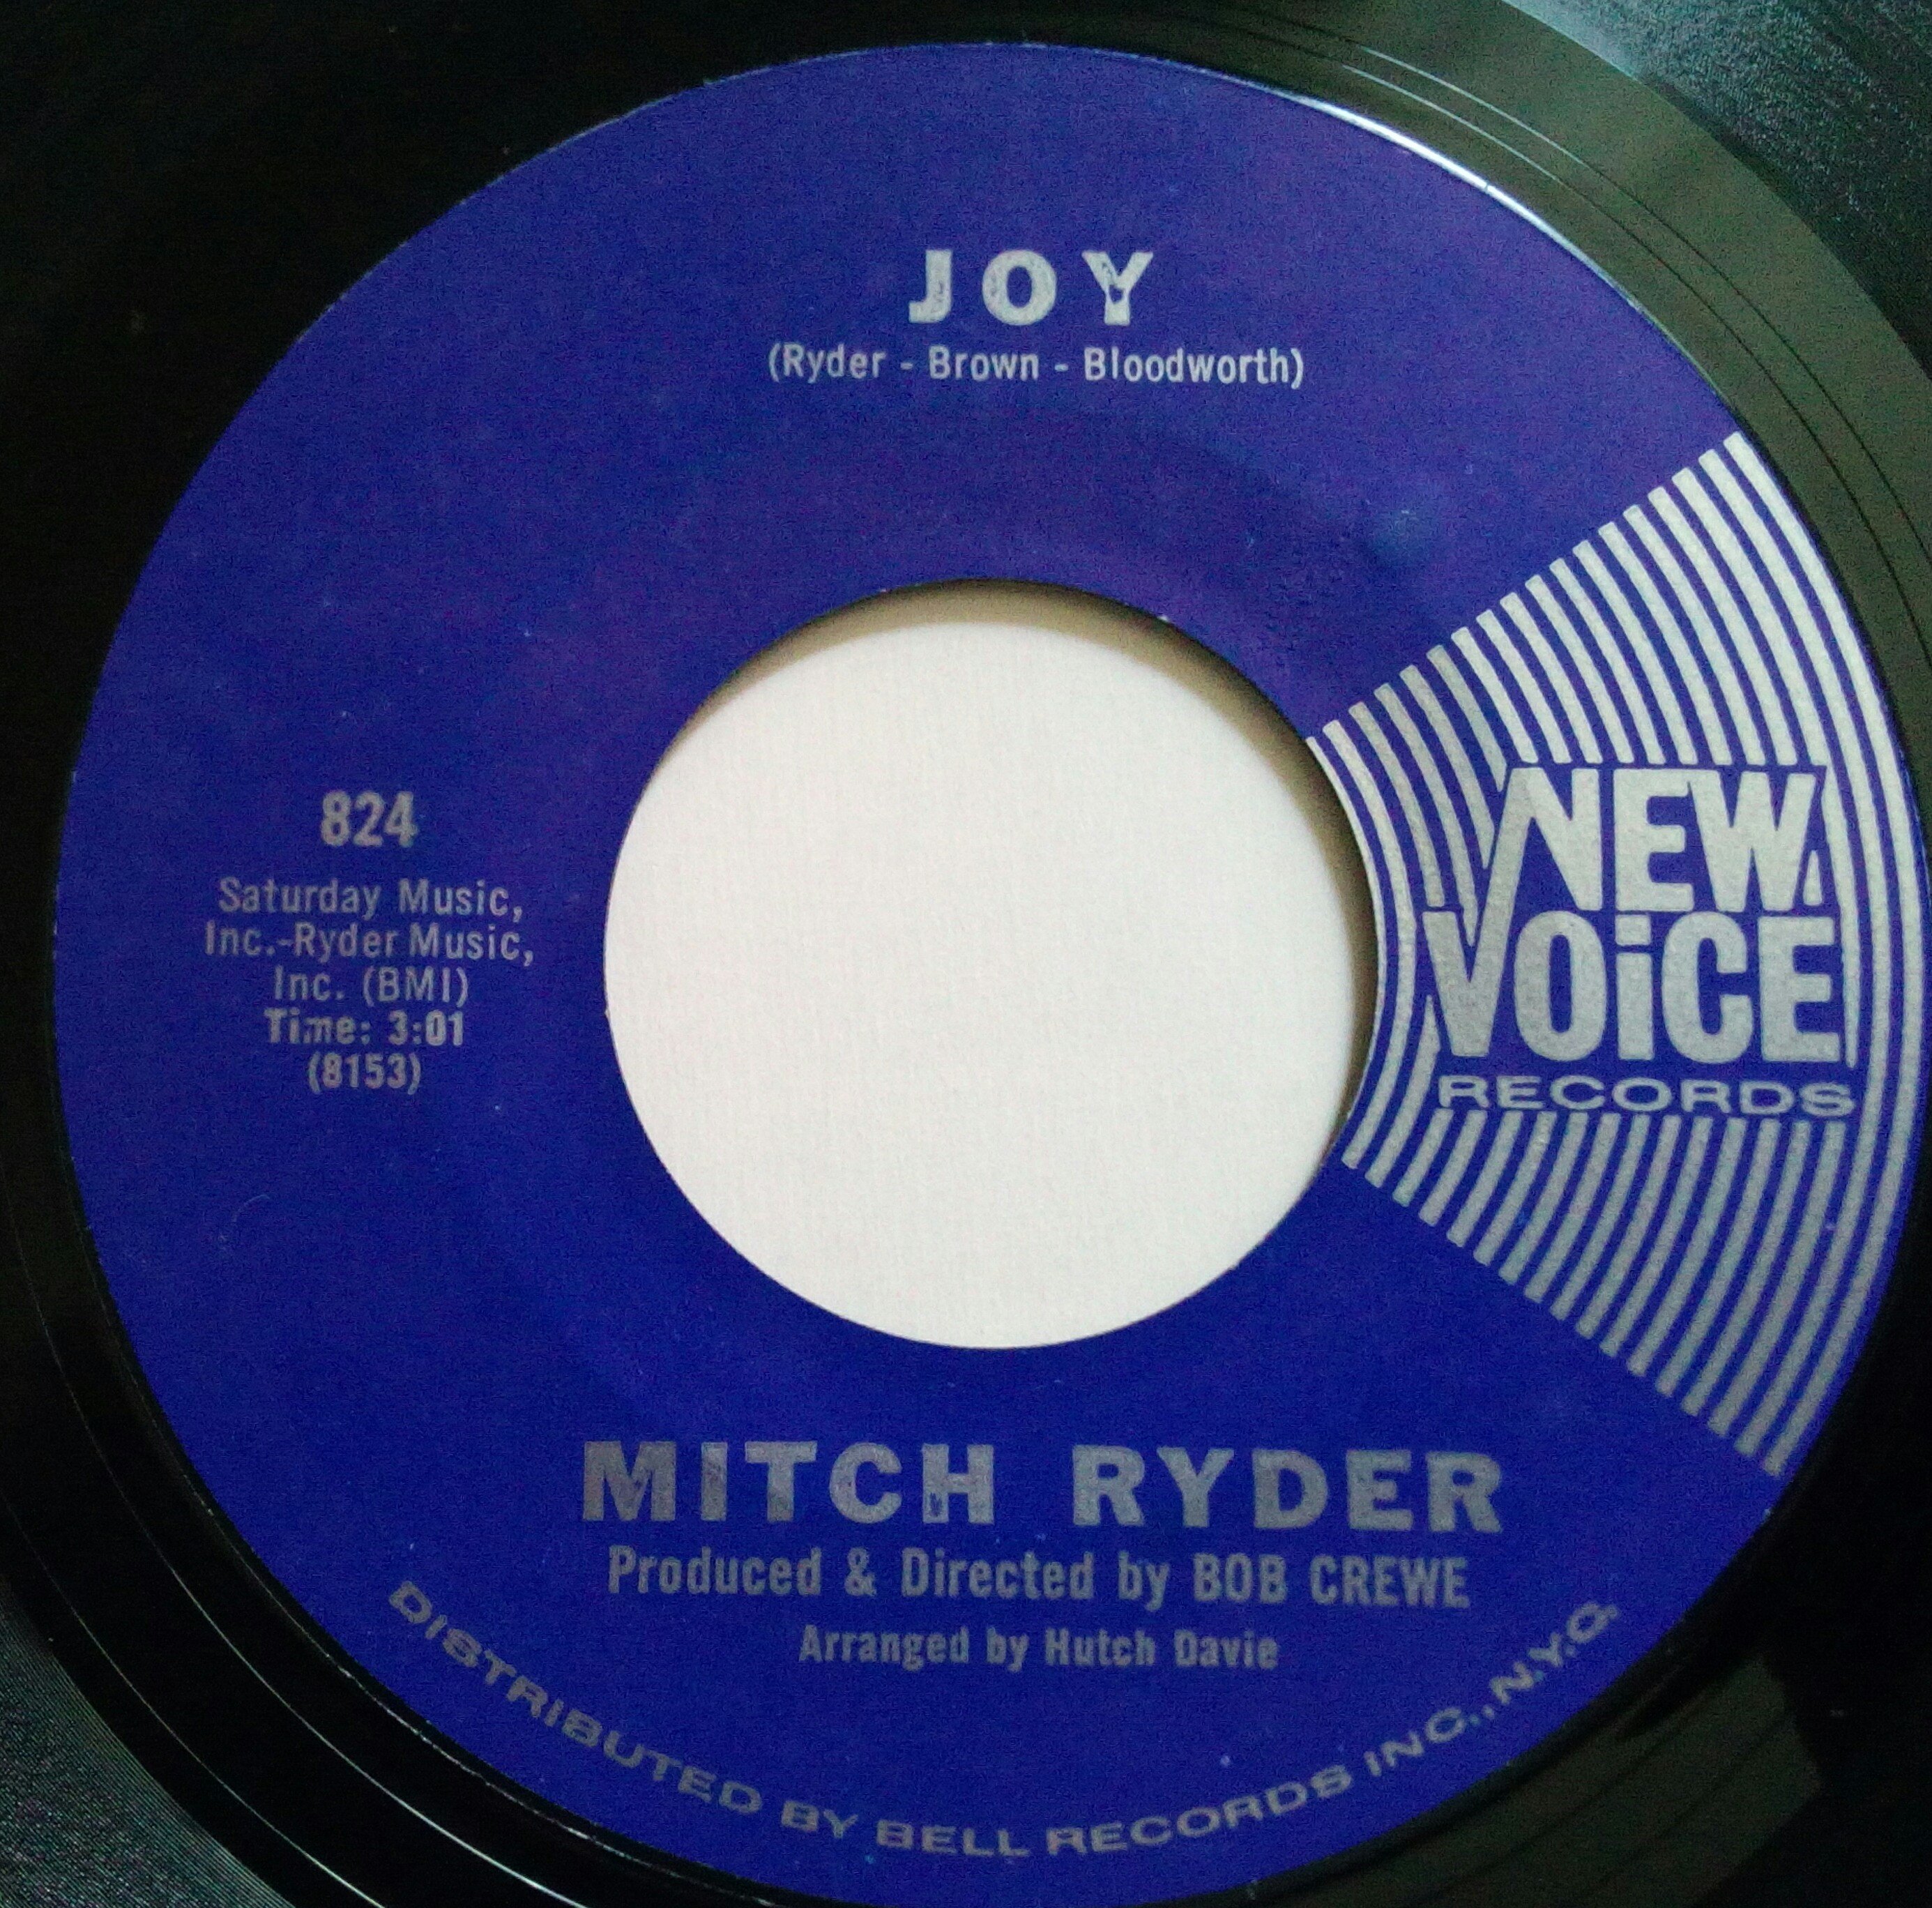 JOY
(Ryder - Brown - Bloodworth)
824
Saturday Music,
Inc.-Ryder Music,
Inc. (BMI)
Time: 3:01
(8153)
NEW
VOiCE
RECORDS
MITCH RYDER
Produced & Directed by BOB CREWE
Arranged by Hutch Davie
DISTRIBUTED BY BELL RECORDS INC., N.Y.C.